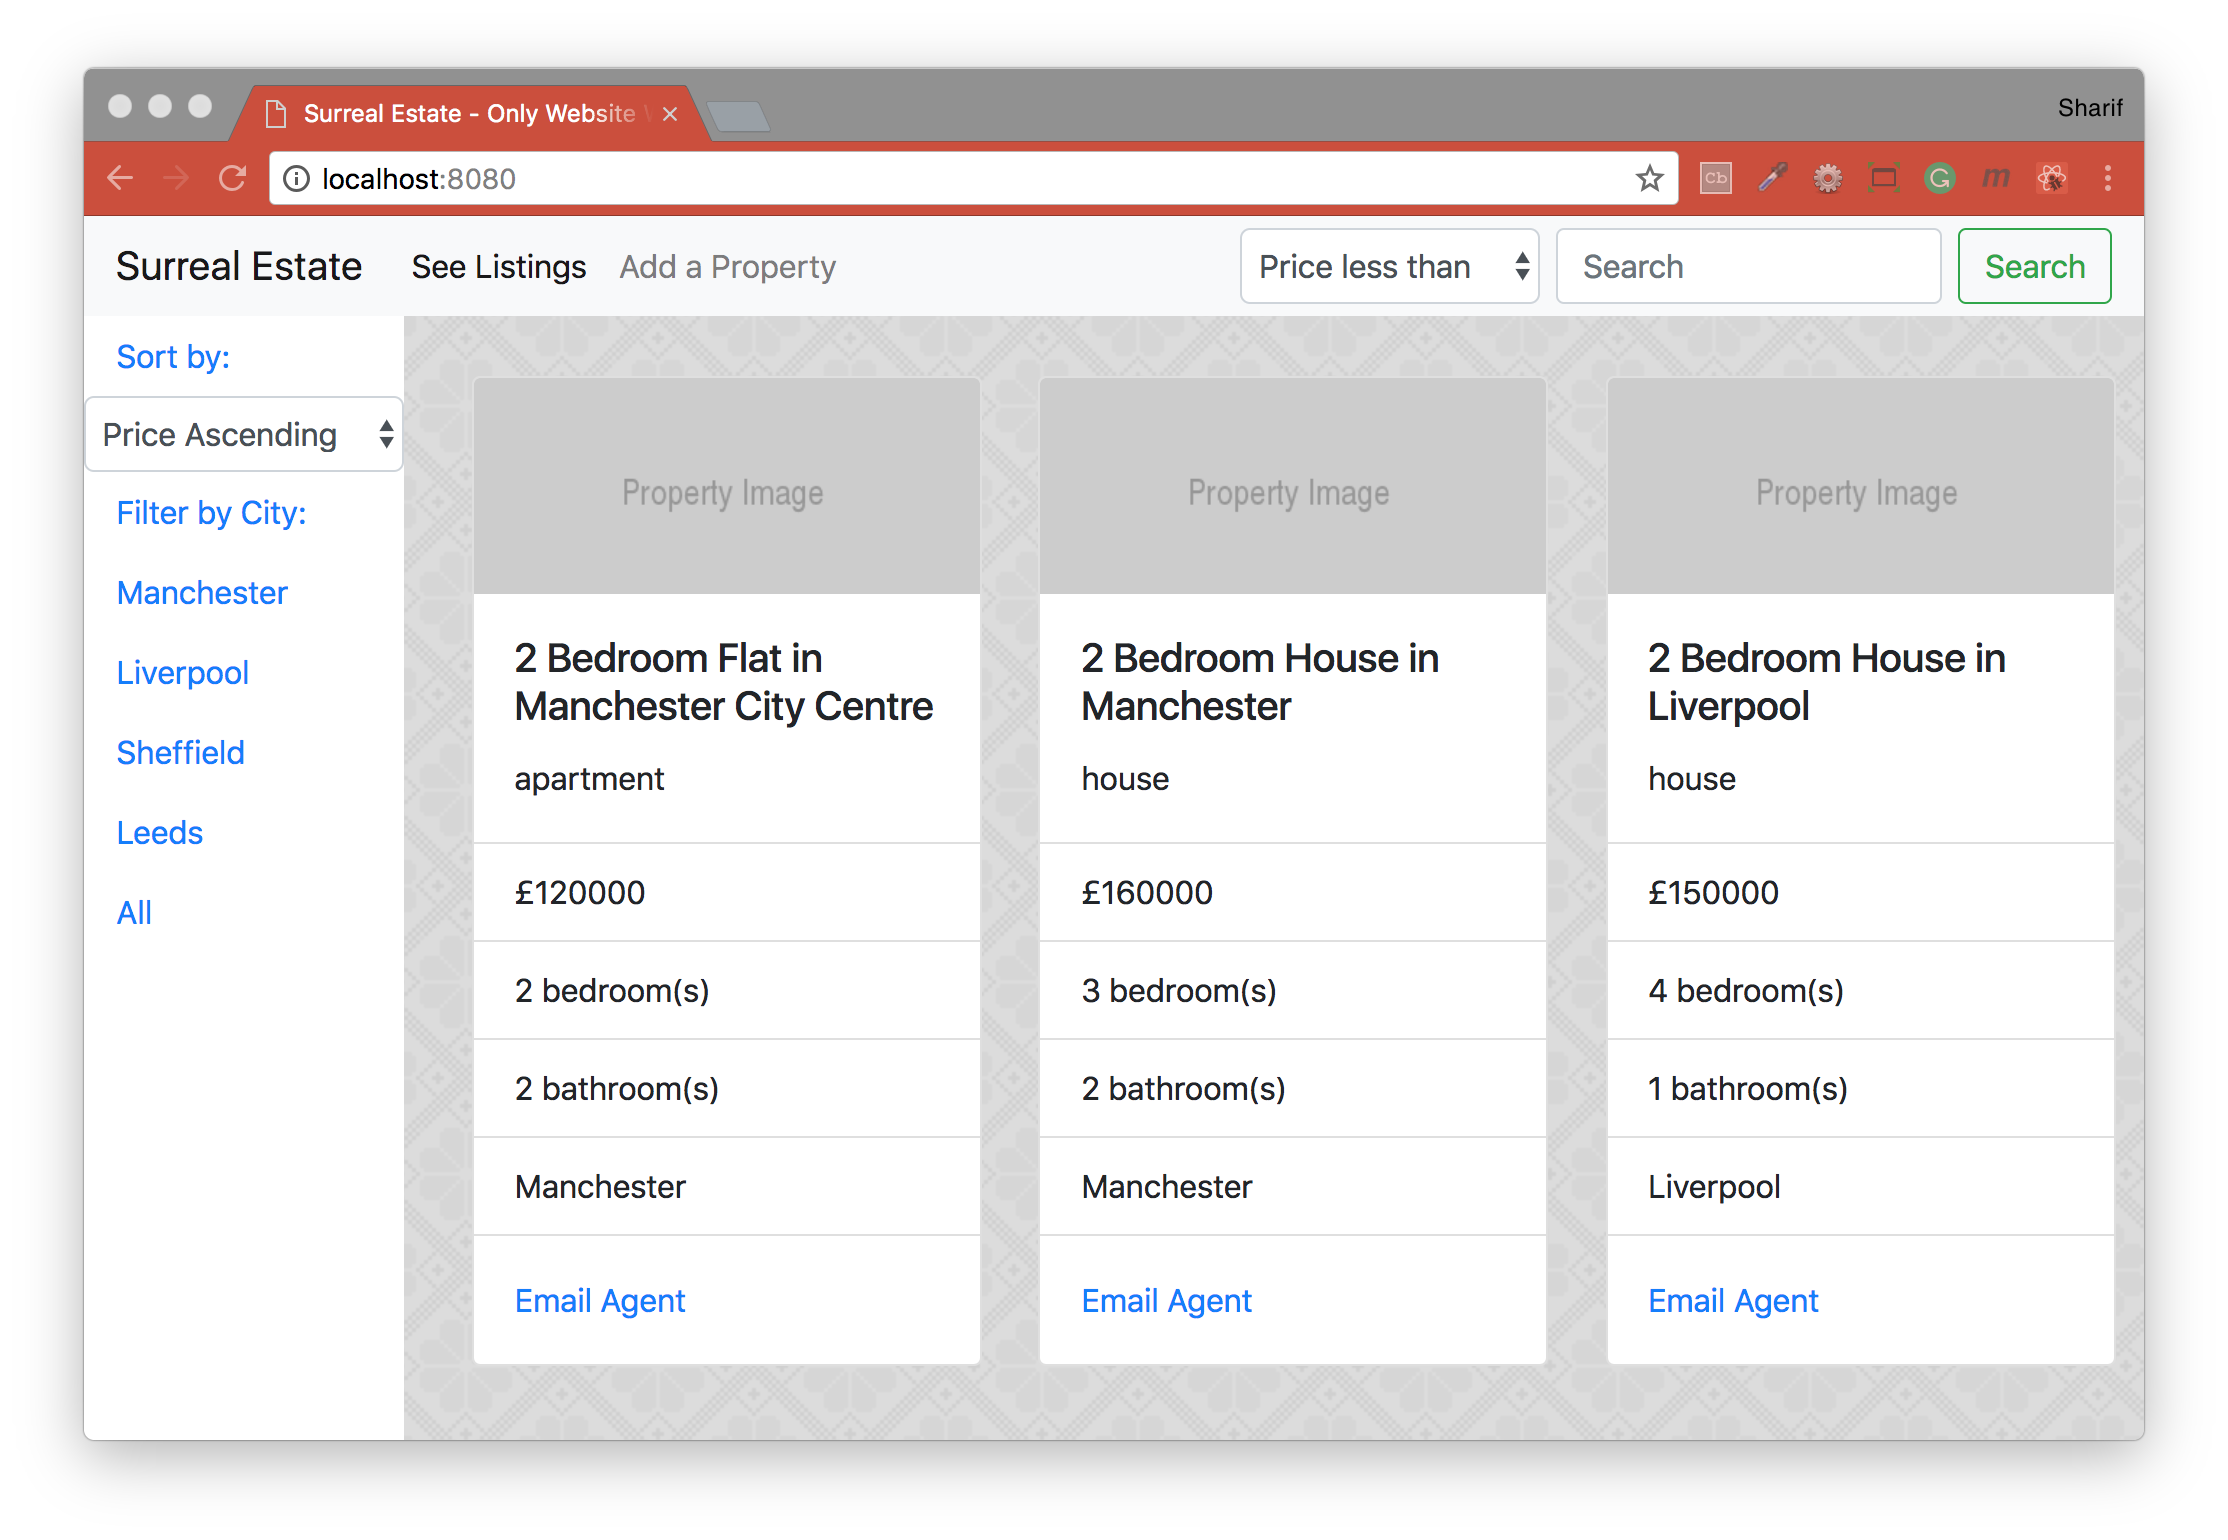 Surreal Estate - Only Website
Sharif
localhost:8080
Cb
G
m
Surreal Estate
See Listings
Add a Property
Price less than
Search
Search
Sort by:
Price Ascending
Filter by City:
Manchester
Liverpool
Sheffield
Leeds
All
Property Image
2 Bedroom Flat in
Manchester City Centre
apartment
£120000
2 bedroom(s)
2 bathroom(s)
Manchester
Email Agent
Property Image
2 Bedroom House in
Manchester
house
£160000
3 bedroom(s)
2 bathroom(s)
Manchester
Email Agent
Property Image
2 Bedroom House in
Liverpool
house
£150000
4 bedroom(s)
1 bathroom(s)
Liverpool
Email Agent